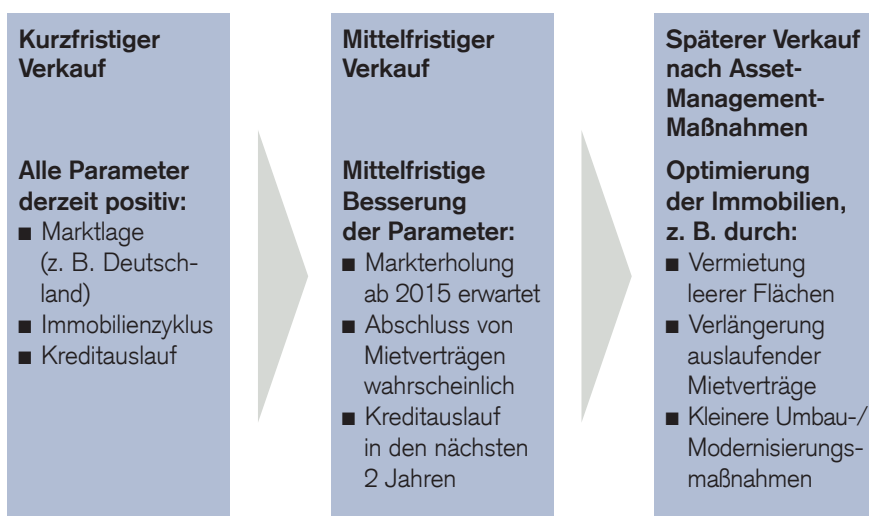 Kurzfristiger
Verkauf
Alle Parameter
derzeit positiv:
■ Marktlage
(z. B. Deutsch-
land)
■ Immobilienzyklus
■ Kreditauslauf
Mittelfristiger
Verkauf
Mittelfristige
Besserung
der Parameter:
■ Markterholung
ab 2015 erwartet
■ Abschluss von
Mietverträgen
wahrscheinlich
■ Kreditauslauf
in den nächsten
2 Jahren
Späterer Verkauf
nach Asset-
Management-
Maßnahmen
Optimierung
der Immobilien,
z. B. durch:
■ Vermietung
leerer Flächen
■ Verlängerung
auslaufender
Mietverträge
■ Kleinere Umbau-/
Modernisierungs-
maßnahmen